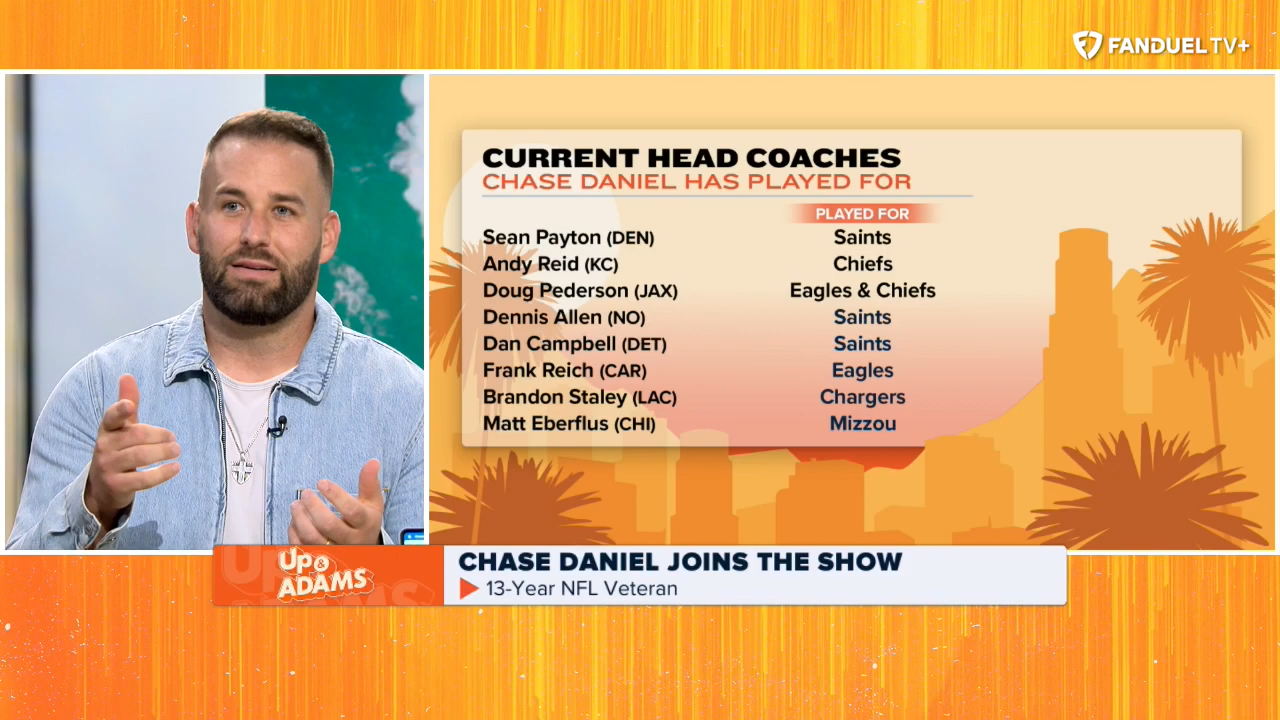 FANDUEL TV+
CURRENT HEAD COACHES
CHASE DANIEL HAS PLAYED FOR
PLAYED FOR
Sean Payton (DEN) Saints
Andy Reid (KC) Chiefs
Doug Pederson (JAX) Eagles & Chiefs
Dennis Allen (NO) Saints
Dan Campbell (DET) Saints
Frank Reich (CAR) Eagles
Brandon Staley (LAC) Chargers
Matt Eberflus (CHI) Mizzou
Up &
ADAMS
CHASE DANIEL JOINS THE SHOW
13-Year NFL Veteran